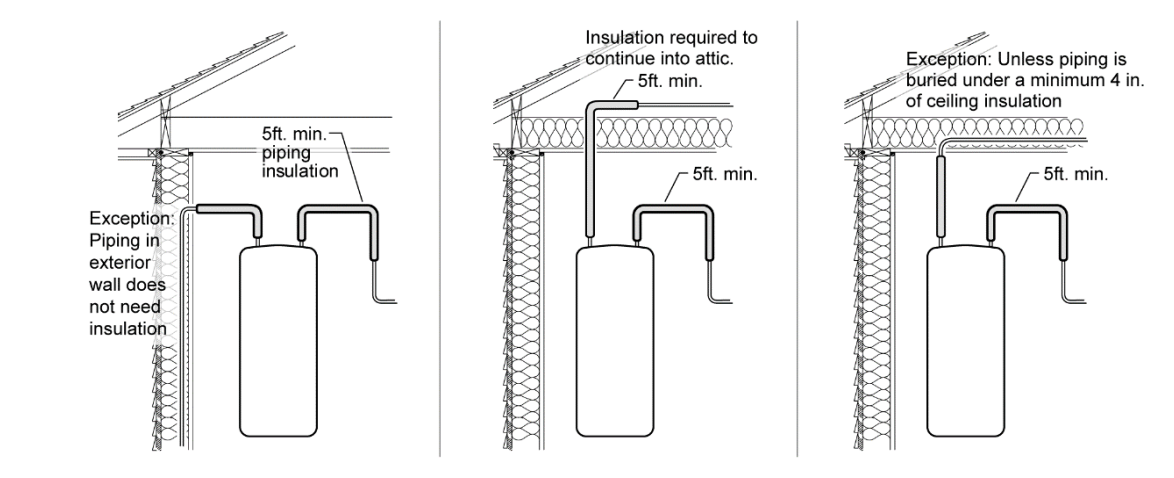 5ft. min.
piping
insulation
Exception:
Piping in
exterior
wall does
not need
insulation
Insulation required to
continue into attic.
5ft. min.
5ft. min.
Exception: Unless piping is
buried under a minimum 4 in.
of ceiling insulation
5ft. min.